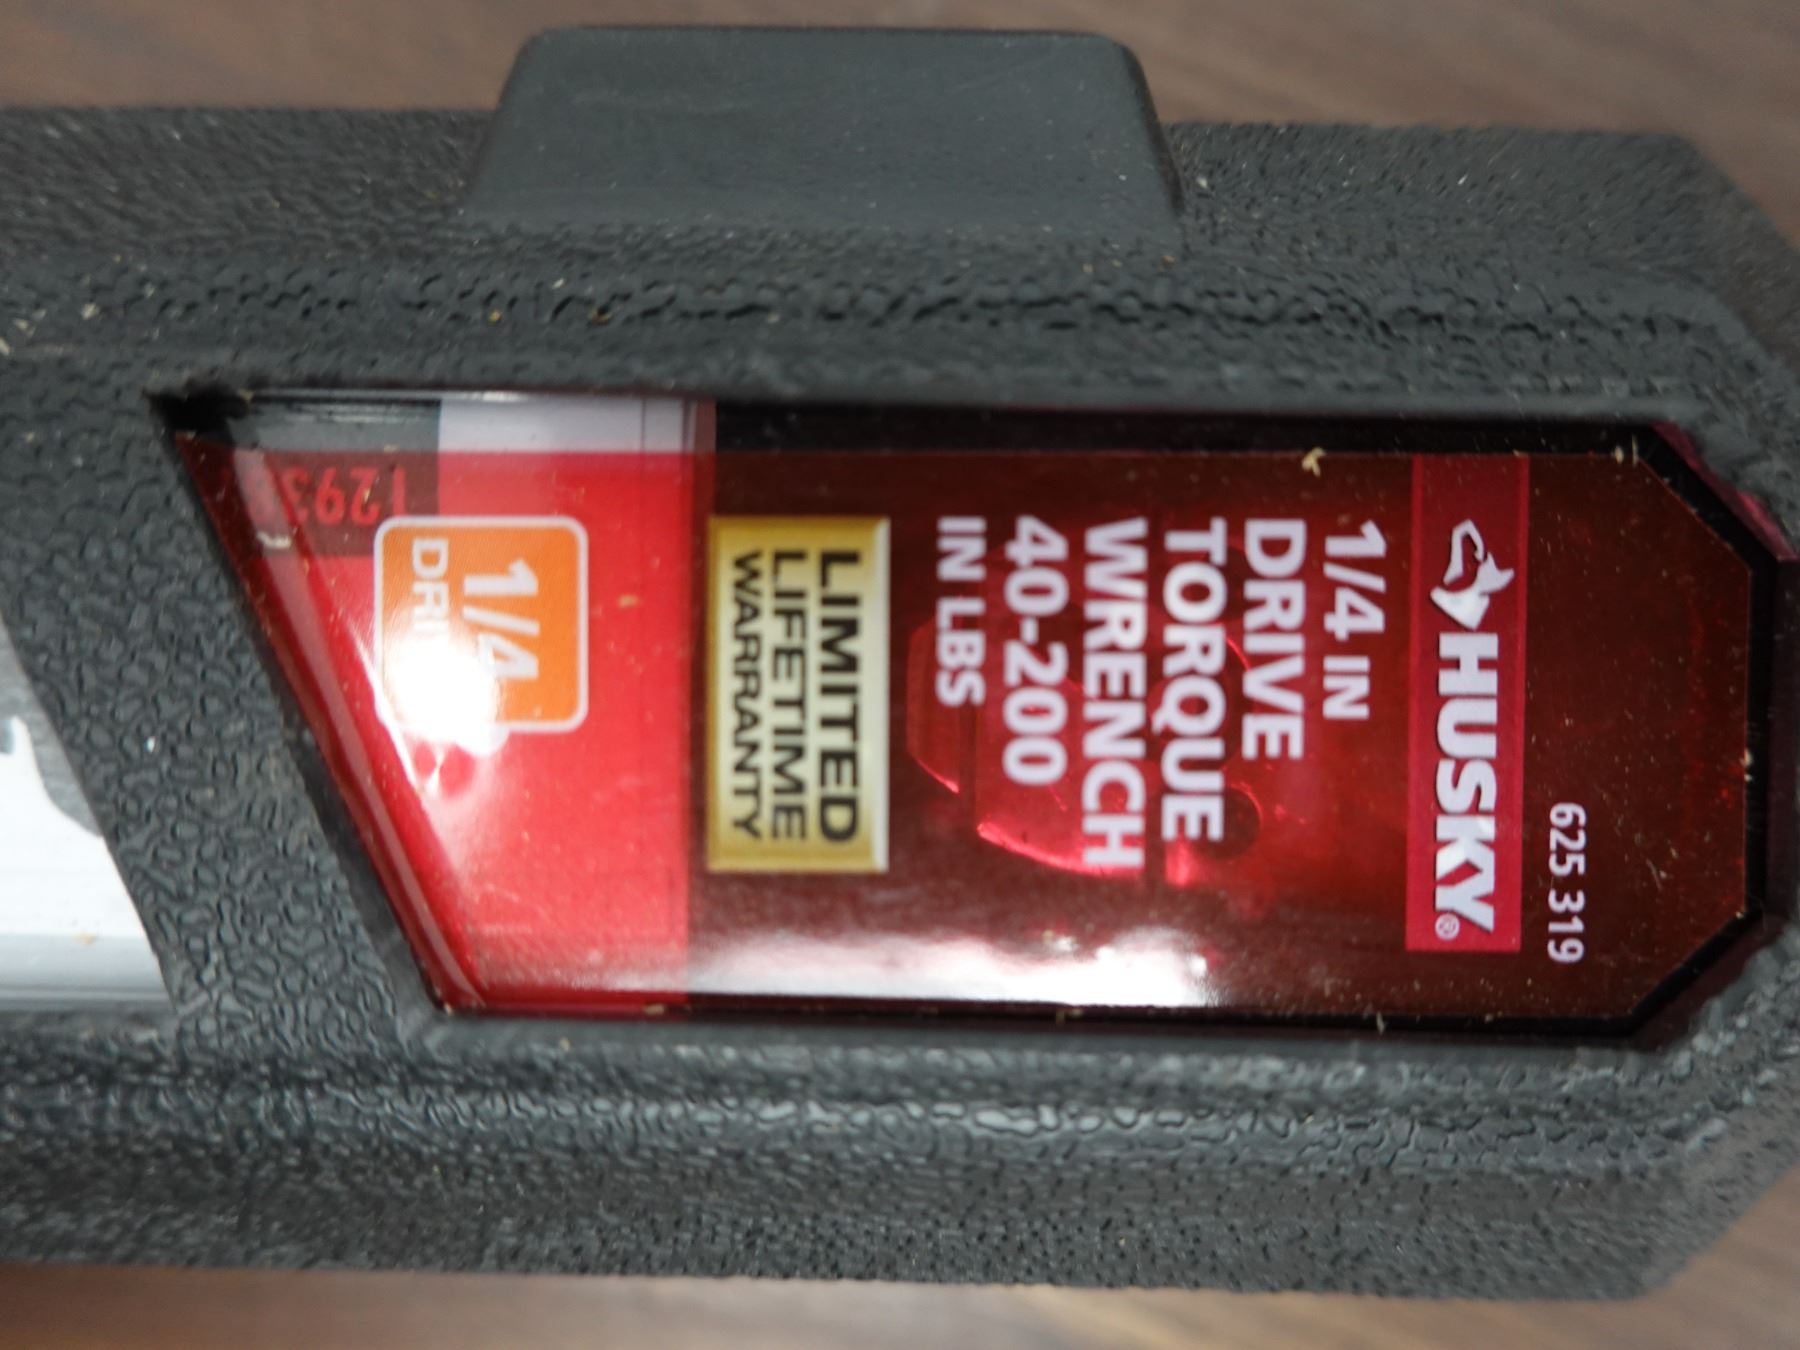 625 319
HUSKY®
1/4 IN
DRIVE
TORQUE
WRENCH
40-200
IN LBS
LIMITED
LIFETIME
WARRANTY
1/4